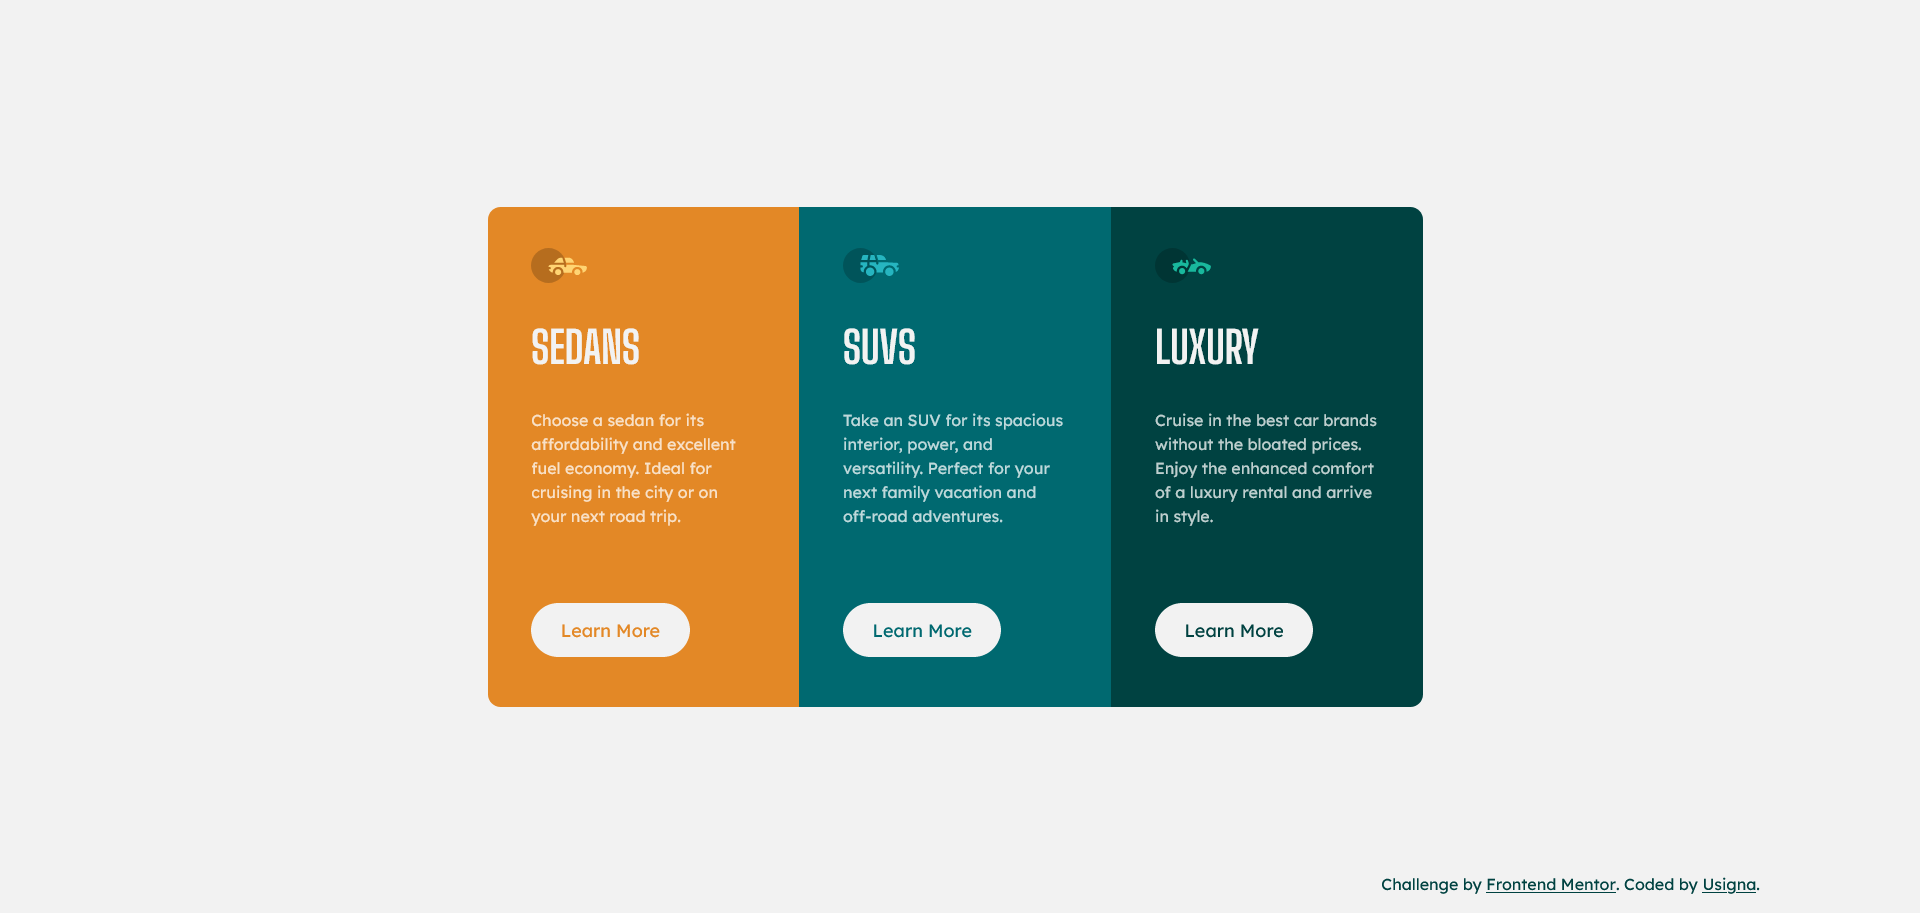 SEDANS
Choose a sedan for its
affordability and excellent
fuel economy. Ideal for
cruising in the city or on
your next road trip.
Learn More
SUVS
Take an SUV for its spacious
interior, power, and
versatility. Perfect for your
next family vacation and
off-road adventures.
Learn More
LUXURY
Cruise in the best car brands
without the bloated prices.
Enjoy the enhanced comfort
of a luxury rental and arrive
in style.
Learn More
Challenge by Frontend Mentor. Coded by Usigna.